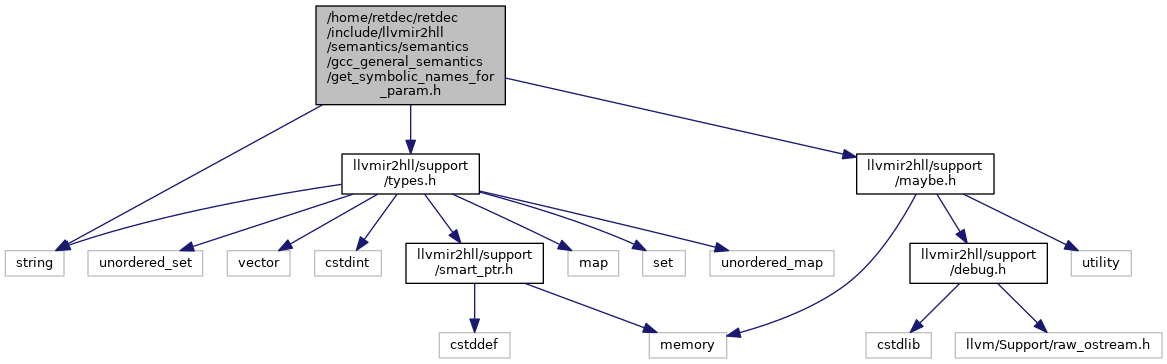 /home/retdec/retdec
/include/llvmir2hll
/semantics/semantics
/gcc_general_semantics
/get_symbolic_names_for
_param.h
llvmir2hll/support
/types.h
llvmir2hll/support
/maybe.h
string
unordered_set
vector
cstdint
llvmir2hll/support
/smart_ptr.h
map
set
unordered_map
llvmir2hll/support
/debug.h
utility
cstddef
memory
cstdlib
llvm/Support/raw_ostream.h